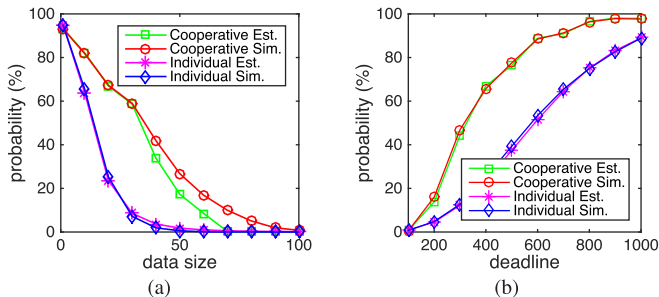 100
80
60
40
20
0
probability (%)
0
50
100
data size
Cooperative Est.
Cooperative Sim.
Individual Est.
Individual Sim.
(a)
100
80
60
40
20
0
probability (%)
200
400
600
800
1000
deadline
Cooperative Est.
Cooperative Sim.
Individual Est.
Individual Sim.
(b)